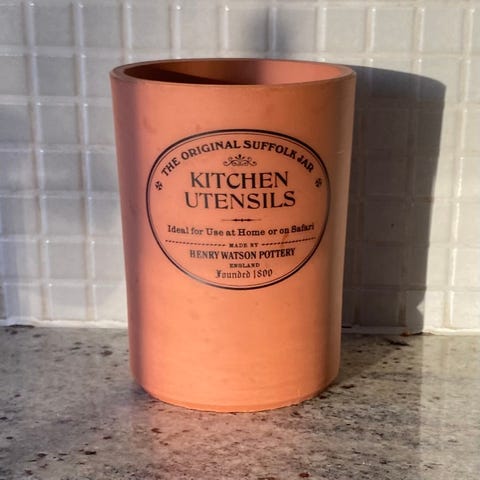 THE ORIGINAL SUFFOLK JAR
KITCHEN
UTENSILS
Ideal for Use at Home or on Safari
MADE BY
HENRY WATSON POTTERY
ENGLAND
Founded 1800